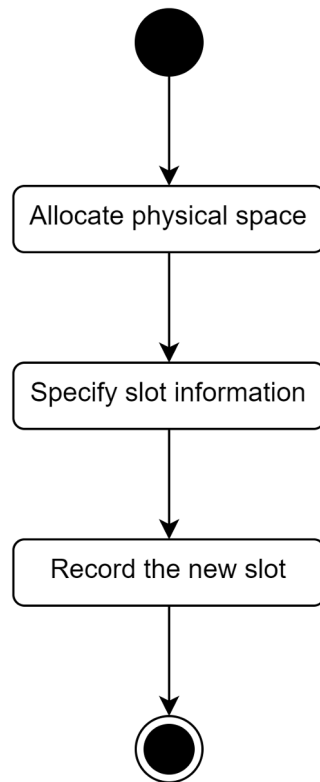 Allocate physical space
Specify slot information
Record the new slot